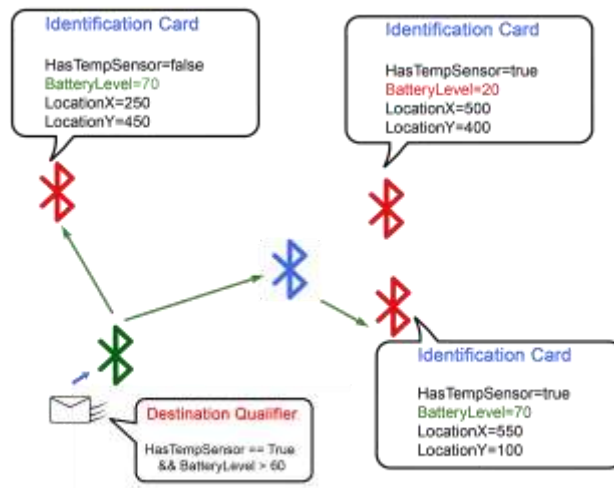 Identification Card
HasTempSensor=false
BatteryLevel=70
LocationX=250
LocationY=450
Identification Card
HasTempSensor=true
BatteryLevel=20
LocationX=500
LocationY=400
Identification Card
HasTempSensor=true
BatteryLevel=70
LocationX=550
LocationY=100
Destination Qualifier
HasTempSensor == True
&& BatteryLevel > 60